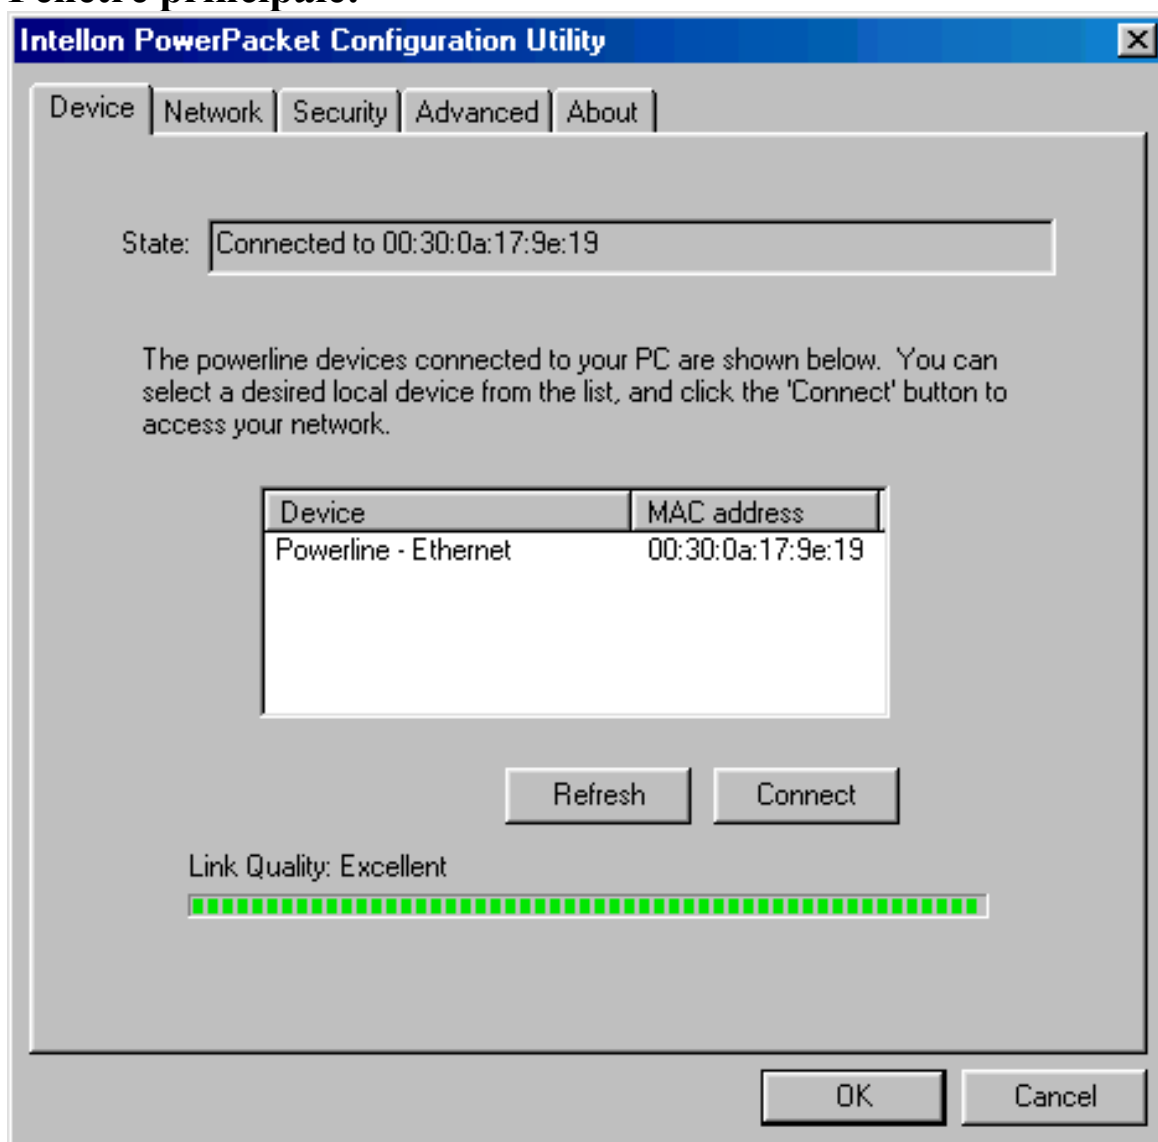 Fenêtre principale:
Intellon PowerPacket Configuration Utility
Device Network Security Advanced About
State: Connected to 00:30:0a:17:9e:19
The powerline devices connected to your PC are shown below. You can
select a desired local device from the list, and click the 'Connect' button to
access your network.
Device MAC address
Powerline - Ethernet 00:30:0a:17:9e:19
Refresh Connect
Link Quality: Excellent
OK Cancel